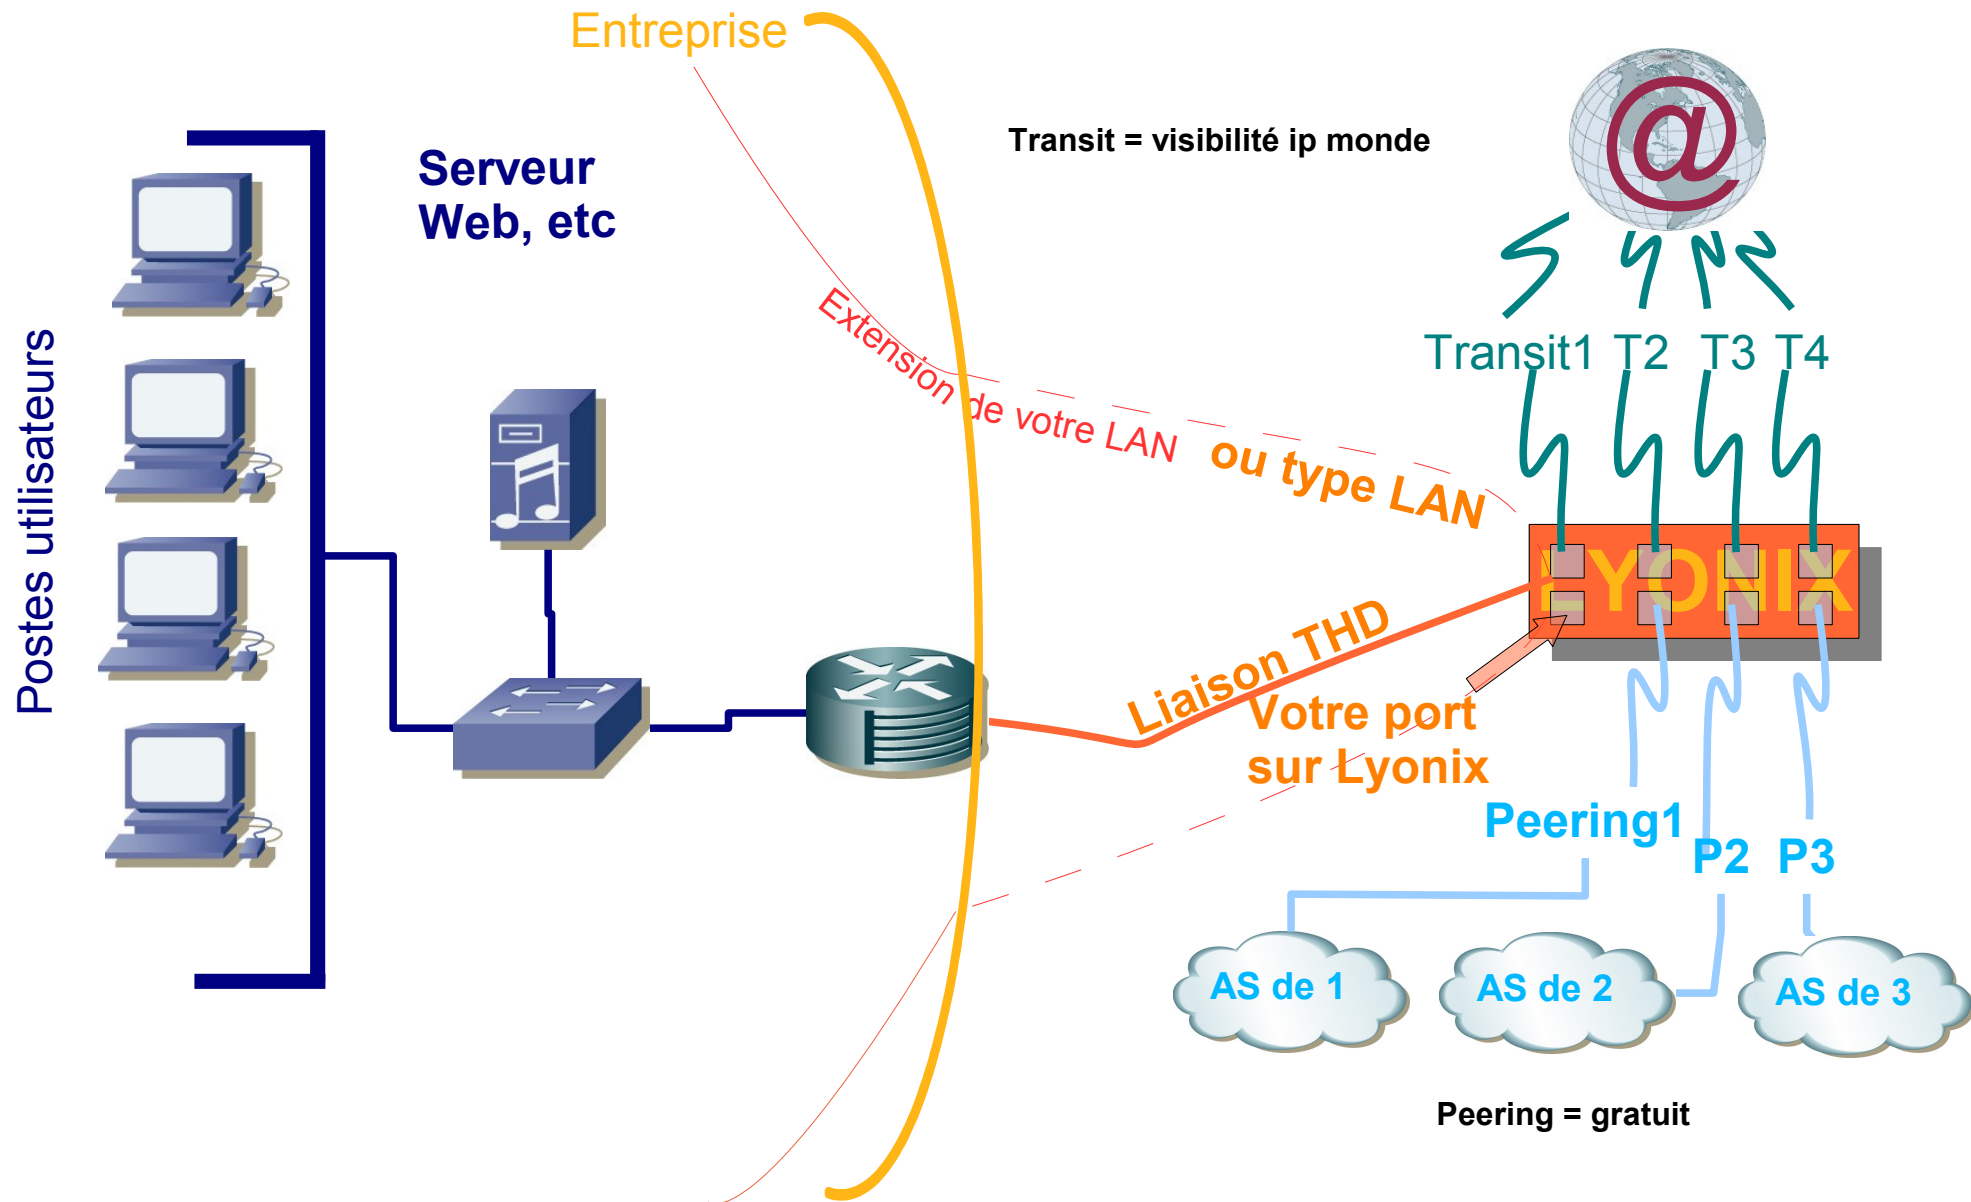 Entreprise
Transit = visibilité ip monde
@
Serveur
Web, etc
Postes utilisateurs
Extension de votre LAN
ou type LAN
Transit1 T2 T3 T4
LYONIX
Liaison THD
Votre port
sur Lyonix
Peering1
P2 P3
AS de 1
AS de 2
AS de 3
Peering = gratuit